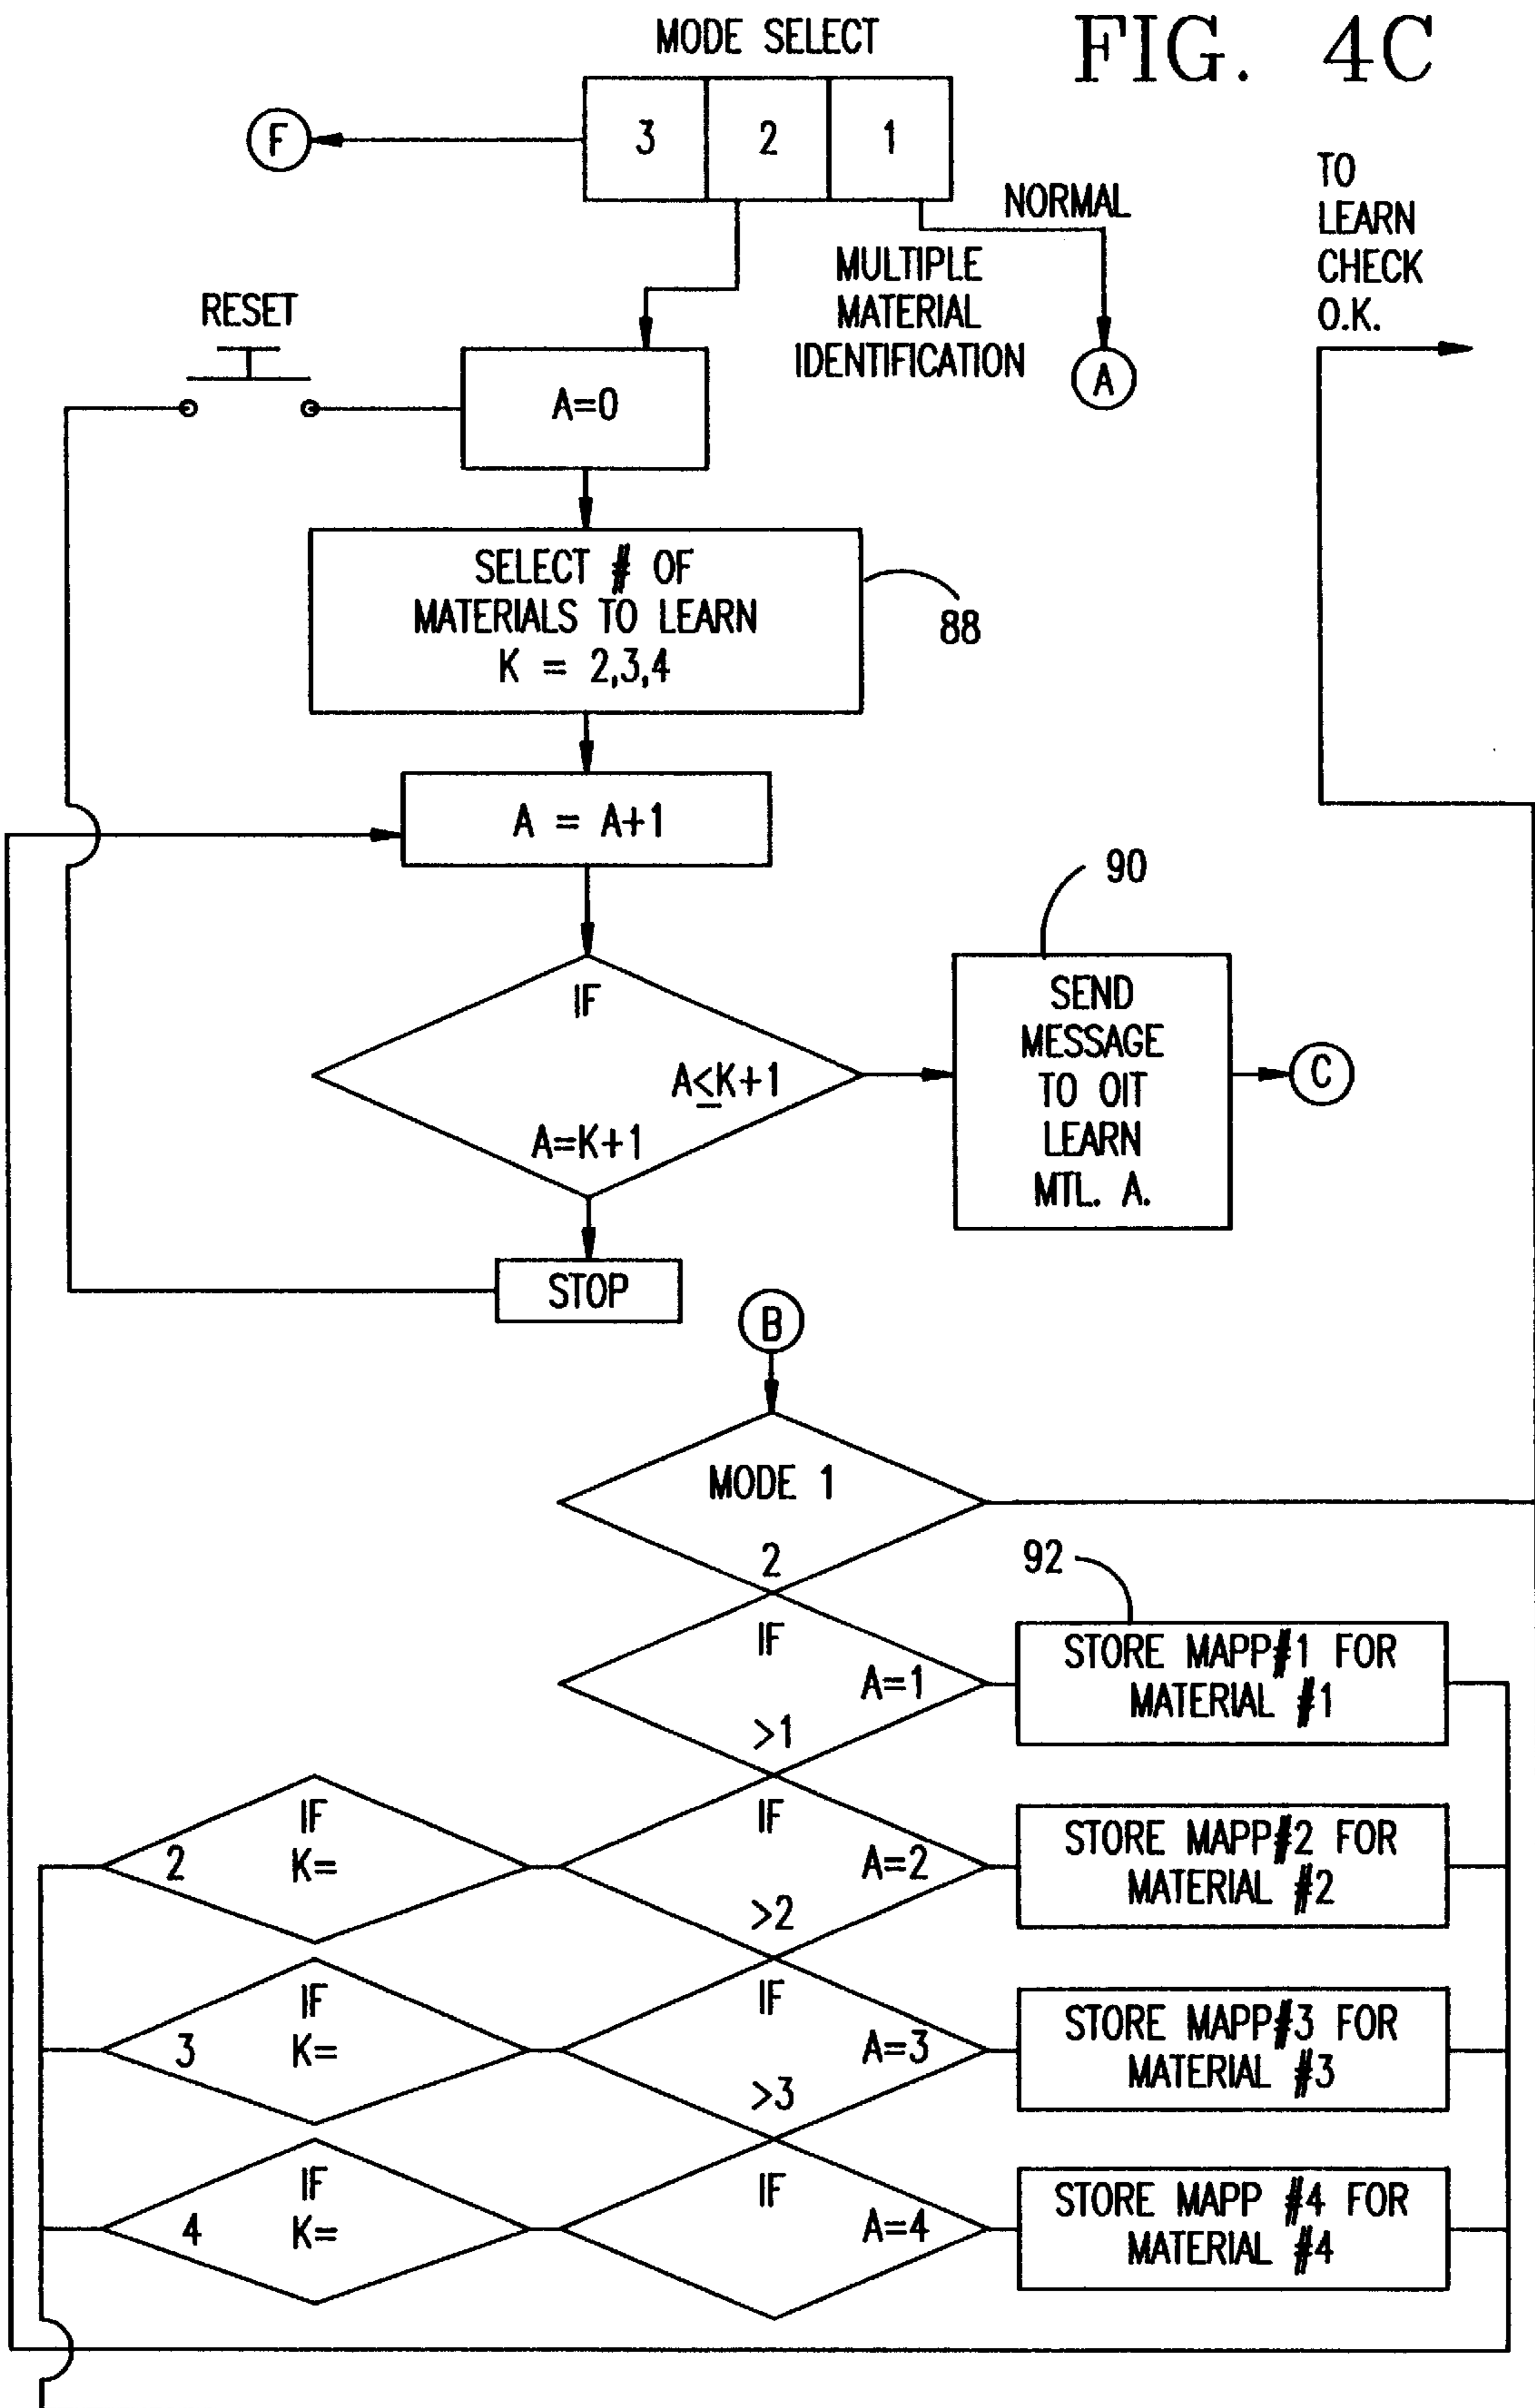 MODE SELECT
FIG. 4C
F
3
2
1
NORMAL
TO
LEARN
CHECK
O.K.
MULTIPLE
MATERIAL
IDENTIFICATION
A
RESET
A=0
SELECT # OF
MATERIALS TO LEARN
K = 2,3,4
88
A = A+1
90
IF
A≤K+1
A=K+1
SEND
MESSAGE
TO OIT
LEARN
MTL. A.
C
STOP
B
MODE 1
2
92
IF
A=1
>1
STORE MAPP#1 FOR
MATERIAL #1
IF
2 K=
IF
A=2
>2
STORE MAPP#2 FOR
MATERIAL #2
IF
3 K=
IF
A=3
>3
STORE MAPP#3 FOR
MATERIAL #3
IF
4 K=
IF
A=4
STORE MAPP #4 FOR
MATERIAL #4